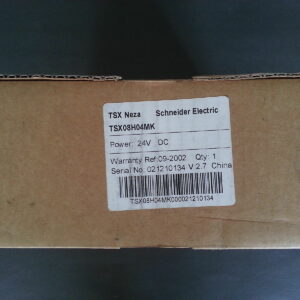 TSX Neza Schneider Electric
TSX08H04MK
Power: 24V DC
Warranty Ref:09-2002 Qty: 1
Serial No: 021210134 V 2.7 China
TSX08H04MK000021210134